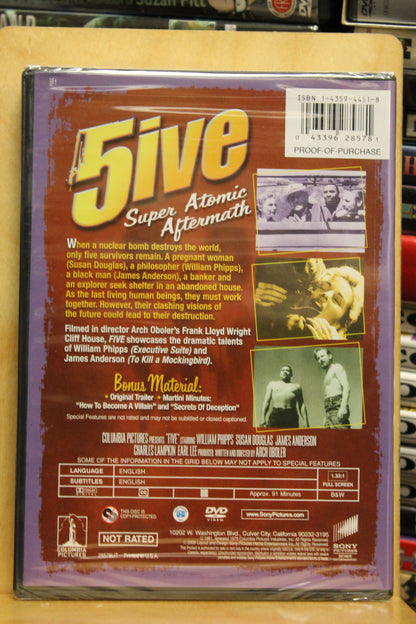 ISBN 1-4359-4451-8
0 43396 28578 1
PROOF-OF-PURCHASE
5ive
Super Atomic
Aftermath
When a nuclear bomb destroys the world,
only five survivors remain. A pregnant woman
(Susan Douglas), a philosopher (William Phipps),
a black man (James Anderson), a banker and
an explorer seek shelter in an abandoned house.
As the last living human beings, they must work
together. However, their clashing visions of
the future could lead to their destruction.
Filmed in director Arch Oboler's Frank Lloyd Wright
Cliff House, FIVE showcases the dramatic talents
of William Phipps (Executive Suite) and
James Anderson (To Kill a Mockingbird).
Bonus Material:
• Original Trailer • Martini Minutes:
"How To Become A Villain" and "Secrets Of Deception"
Special Features are not rated and may not be subtitled or closed captioned.
COLUMBIA PICTURES PRESENTS "FIVE" STARRING WILLIAM PHIPPS SUSAN DOUGLAS JAMES ANDERSON
CHARLES LAMPKIN EARL LEE PRODUCED, WRITTEN AND DIRECTED BY ARCH OBOLER
SOME OF THE INFORMATION IN THE GRID BELOW MAY NOT APPLY TO SPECIAL FEATURES
LANGUAGE ENGLISH 1.33:1
SUBTITLES ENGLISH FULL SCREEN
DOLBY DIGITAL CC Approx. 91 Minutes B&W
THIS DISC IS
COPY PROTECTED.
DVD
VIDEO
www.SonyPictures.com
COLUMBIA
PICTURES
NOT RATED
10202 W. Washington Blvd., Culver City, California 90232-3195
SONY
PICTURES